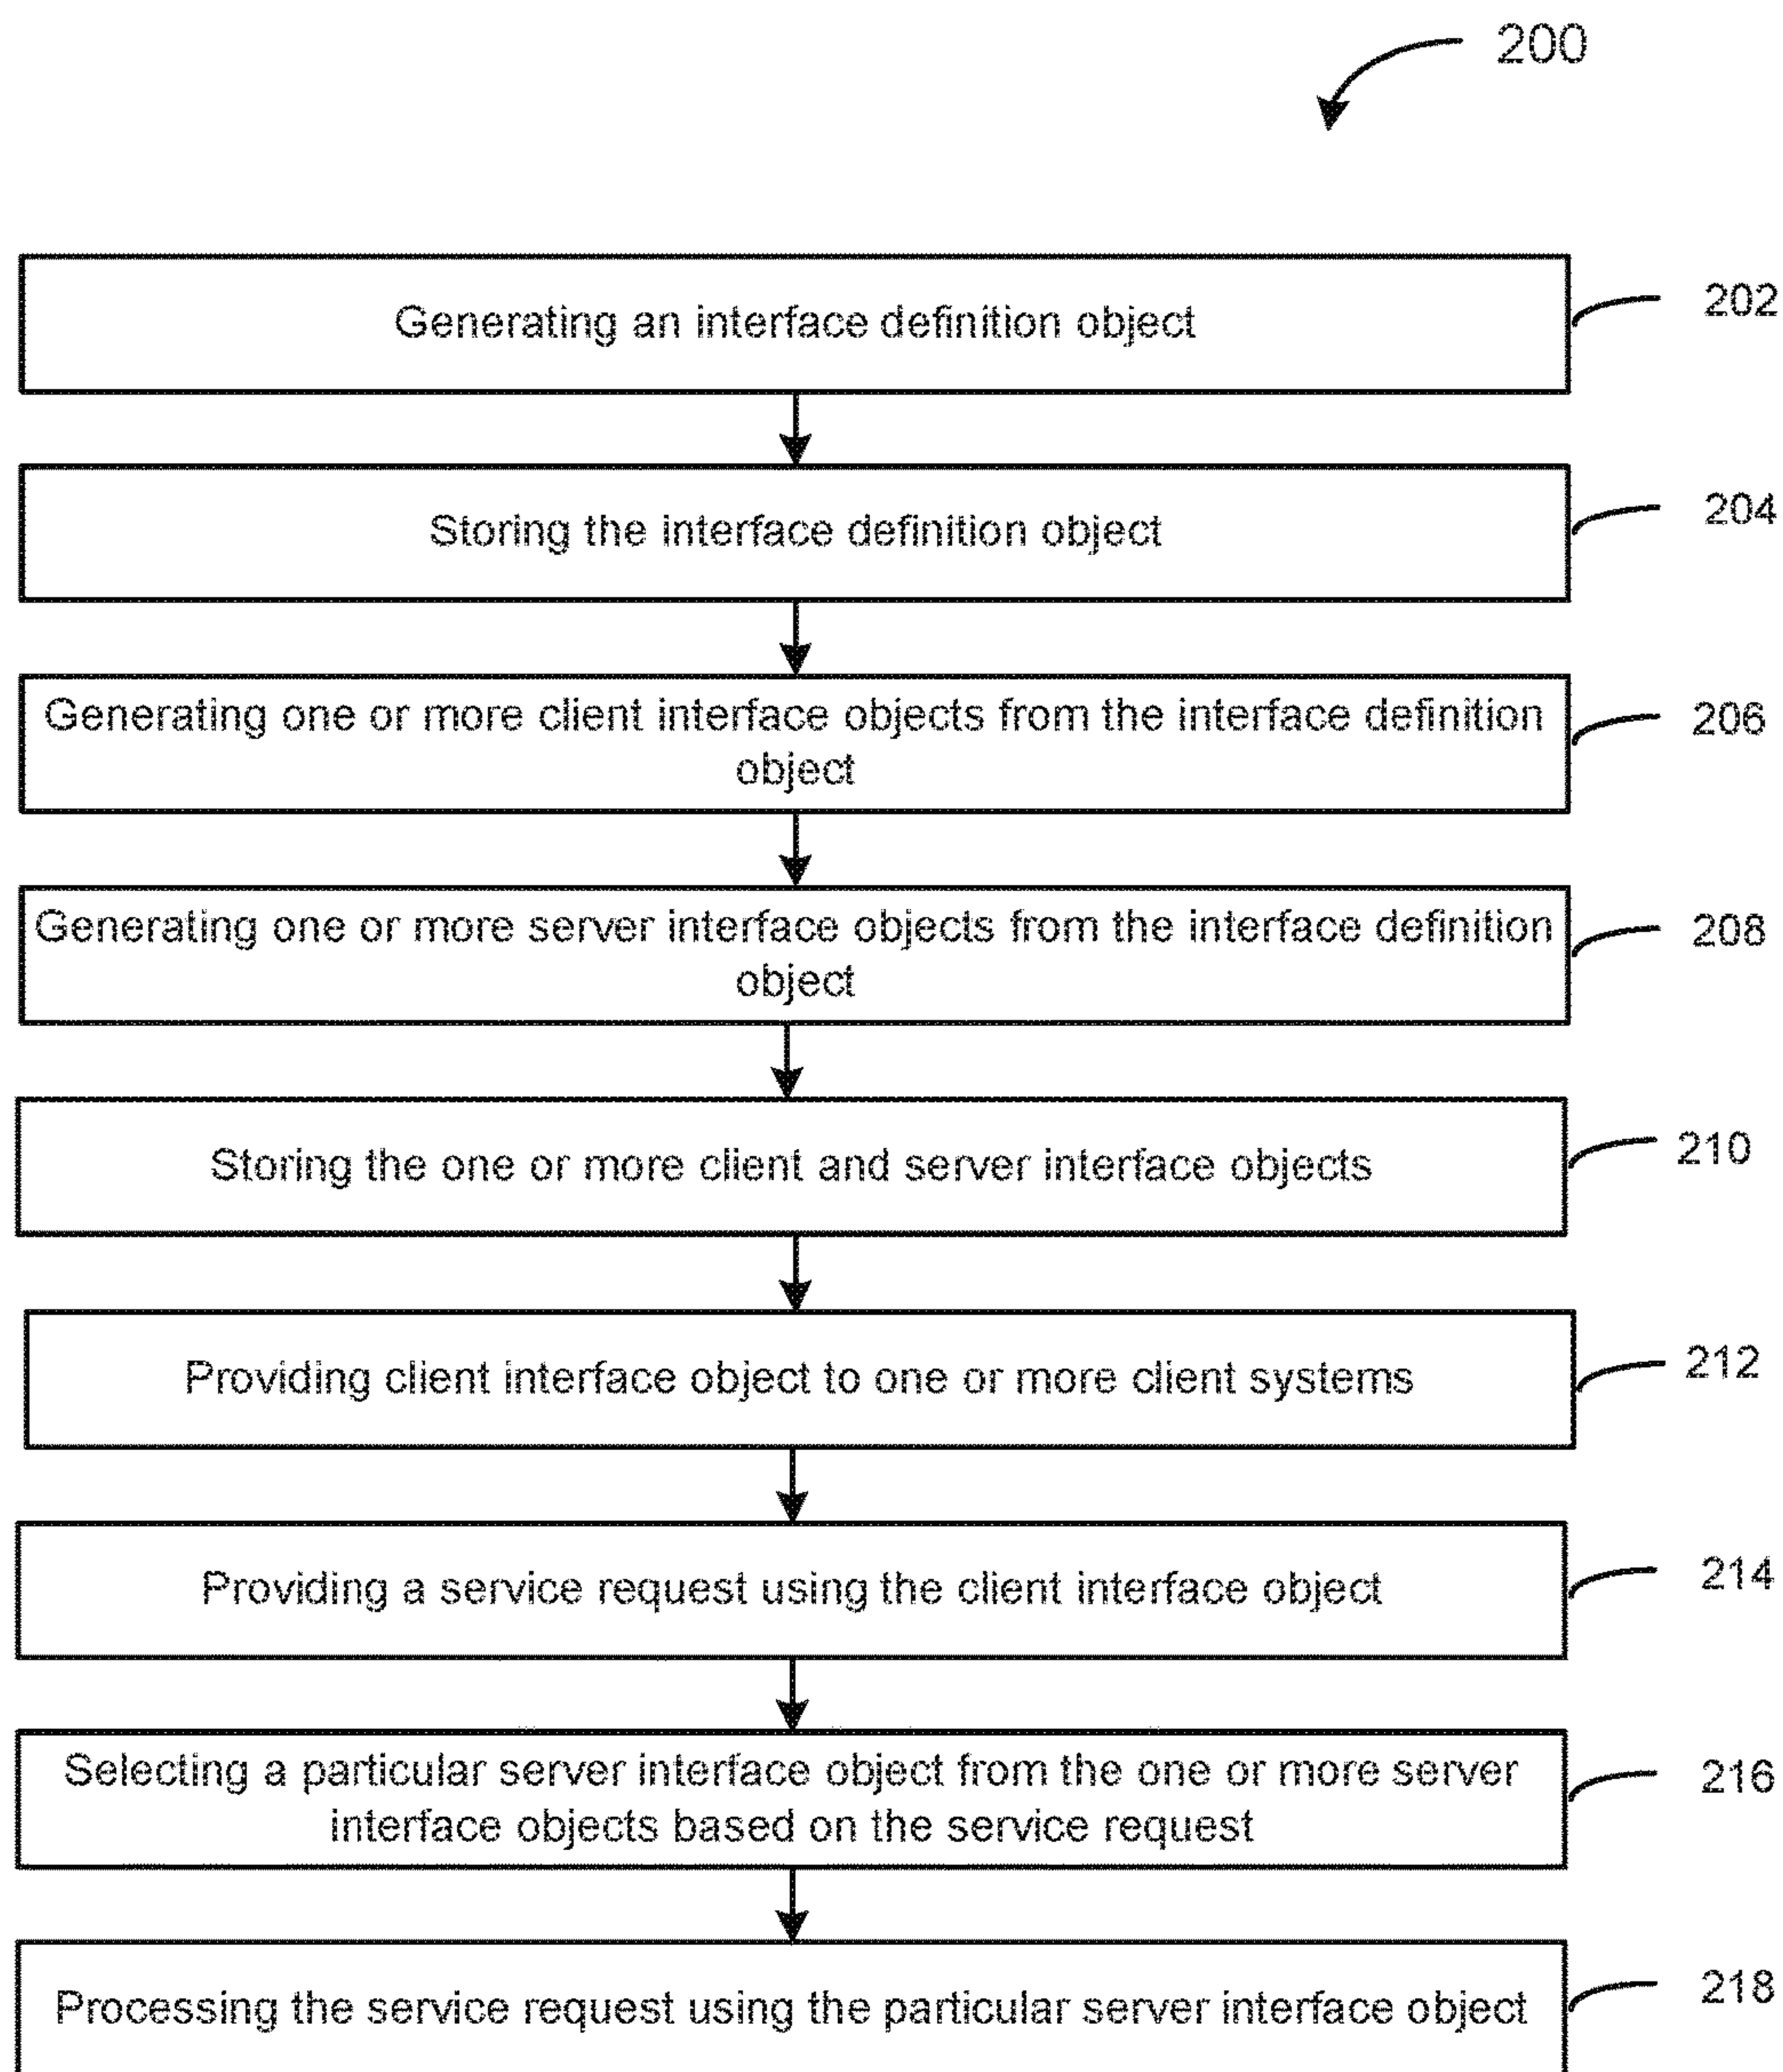 200
Generating an interface definition object
202
Storing the interface definition object
204
Generating one or more client interface objects from the interface definition
object
206
Generating one or more server interface objects from the interface definition
object
208
Storing the one or more client and server interface objects
210
Providing client interface object to one or more client systems
212
Providing a service request using the client interface object
214
Selecting a particular server interface object from the one or more server
interface objects based on the service request
216
Processing the service request using the particular server interface object
218